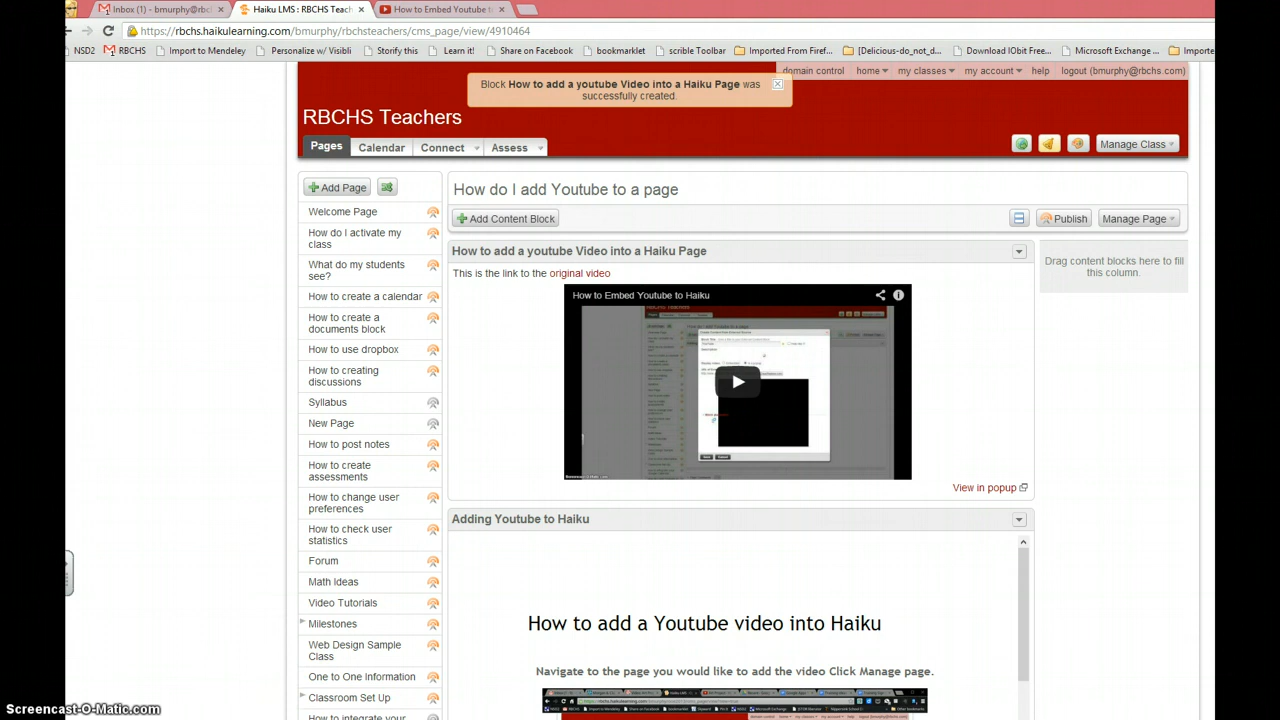 Inbox (1) - bmurphy@rbc
Haiku LMS : RBCHS Teach
How to Embed Youtube t
https://rbchs.haikulearning.com/bmurphy/rbchsteachers/cms_page/view/4910464
NSD2
RBCHS
Import to Mendeley
Personalize w/ Visibli
Storify this
Learn it!
Share on Facebook
bookmarklet
scrible Toolbar
Imported From Firef...
[Delicious-do_not_d...
Download IObit Free...
Microsoft Exchange ...
Importe
domain control
home
my classes
my account
help
logout (bmurphy@rbchs.com)
Block How to add a youtube Video into a Haiku Page was
successfully created.
RBCHS Teachers
Pages
Calendar
Connect
Assess
Manage Class
Add Page
Welcome Page
How do I activate my
class
What do my students
see?
How to create a calendar
How to create a
documents block
How to use dropbox
How to creating
discussions
Syllabus
New Page
How to post notes
How to create
assessments
How to change user
preferences
How to check user
statistics
Forum
Math Ideas
Video Tutorials
Milestones
Web Design Sample
Class
One to One Information
Classroom Set Up
How to integrate your
How do I add Youtube to a page
Add Content Block
Publish
Manage Page
How to add a youtube Video into a Haiku Page
This is the link to the original video
How to Embed Youtube to Haiku
View in popup
Drag content blocks here to fill
this column.
Adding Youtube to Haiku
How to add a Youtube video into Haiku
Navigate to the page you would like to add the video Click Manage page.
Screencast-O-Matic.com